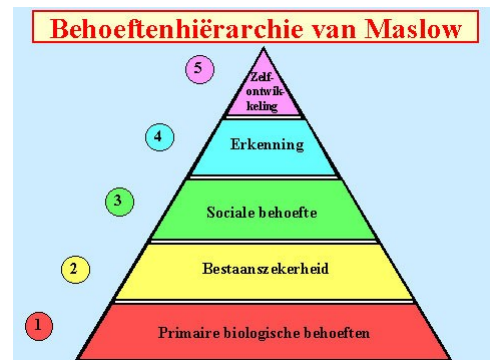 Behoeftenhiërarchie van Maslow
5
Zelf-
ontwik-
keling
4
Erkenning
3
Sociale behoefte
2
Bestaanszekerheid
1
Primaire biologische behoeften